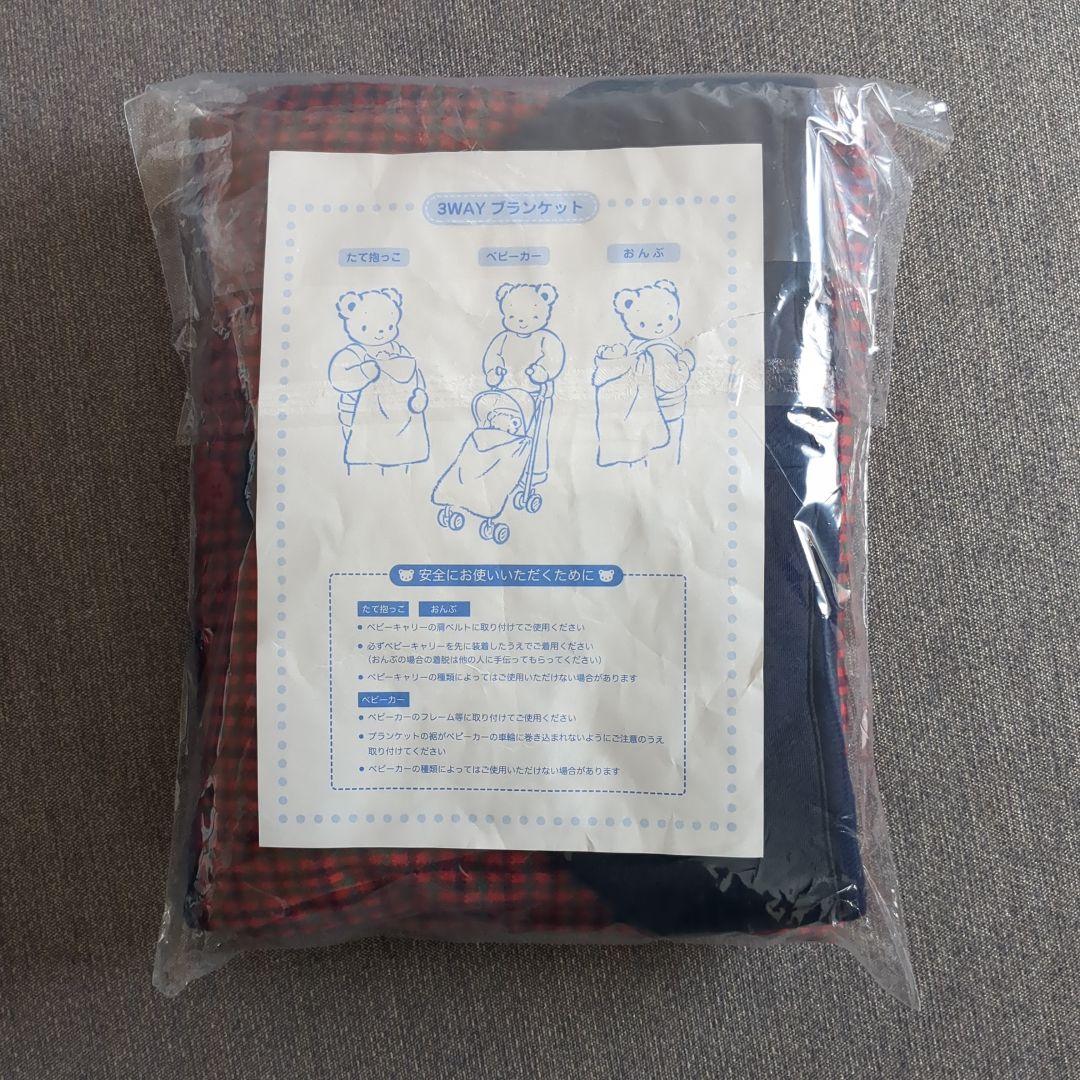 3WAY ブランケット
たて抱っこ
ベビーカー
おんぶ
安全にお使いいただくために
たて抱っこ おんぶ
● ベビーキャリーの肩ベルトに取り付けてご使用ください
● 必ずベビーキャリーを先に装着したうえでご着用ください
（おんぶの場合の着脱は他の人に手伝ってもらってください）
● ベビーキャリーの種類によってはご使用いただけない場合があります
ベビーカー
● ベビーカーのフレーム等に取り付けてご使用ください
● ブランケットの裾がベビーカーの車輪に巻き込まれないようにご注意のうえ
取り付けてください
● ベビーカーの種類によってはご使用いただけない場合があります